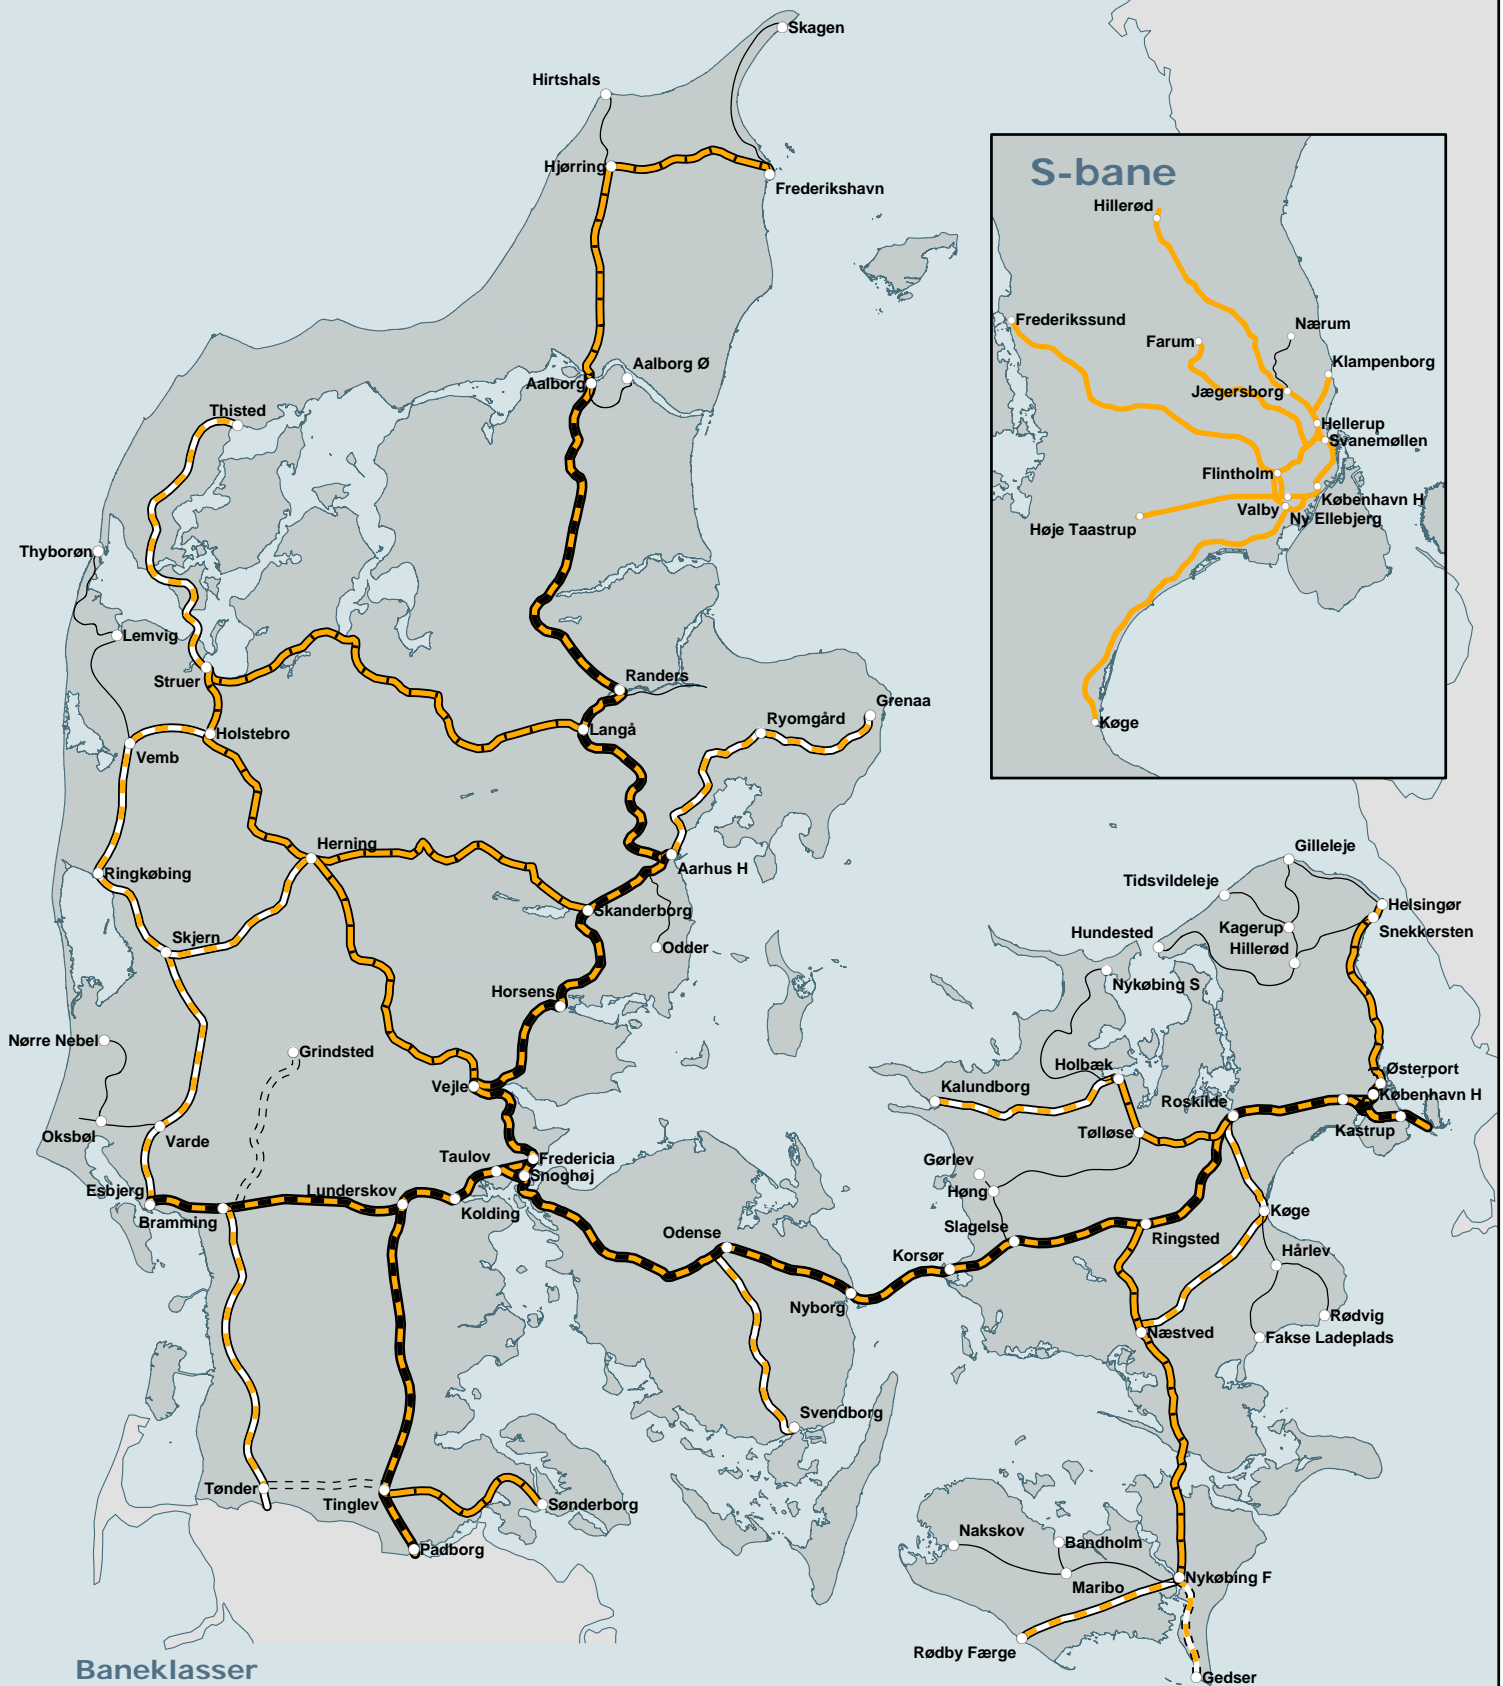 Skagen
Hirtshals
Hjørring
Frederikshavn
Aalborg Ø
Aalborg
Thisted
Thyborøn
Lemvig
Struer
Randers
Grenaa
Ryomgård
Langå
Holstebro
Vemb
Herning
Aarhus H
Ringkøbing
Skanderborg
Skjern
Odder
Horsens
Nørre Nebel
Grindsted
Vejle
Oksbøl
Varde
Taulov
Fredericia
Snoghøj
Esbjerg
Lunderskov
Bramming
Kolding
Odense
Nyborg
Svendborg
Tønder
Tinglev
Sønderborg
Padborg
S-bane
Hillerød
Frederikssund
Nærum
Farum
Klampenborg
Jægersborg
Hellerup
Svanemøllen
Flintholm
København H
Valby
Ny Ellebjerg
Høje Taastrup
Køge
Gilleleje
Tidsvildeleje
Helsingør
Kagerup
Snekkersten
Hundested
Hillerød
Nykøbing S
Holbæk
Østerport
Kalundborg
Roskilde
København H
Kastrup
Tølløse
Gørlev
Høng
Køge
Slagelse
Ringsted
Korsør
Hårlev
Rødvig
Næstved
Fakse Ladeplads
Nakskov
Bandholm
Maribo
Nykøbing F
Rødby Færge
Gedser
Baneklasser